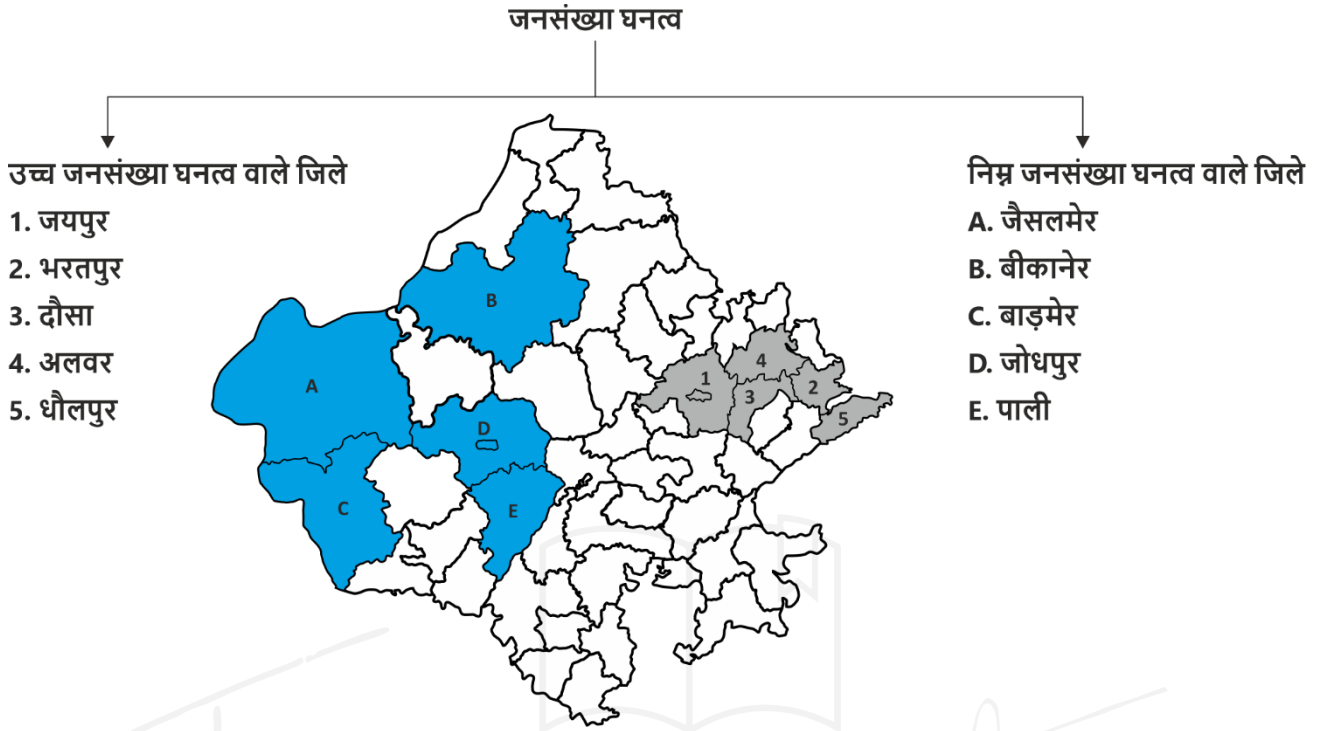 जनसंख्या घनत्व
उच्च जनसंख्या घनत्व वाले जिले
1. जयपुर
2. भरतपुर
3. दौसा
4. अलवर
5. धौलपुर
निम्न जनसंख्या घनत्व वाले जिले
A. जैसलमेर
B. बीकानेर
C. बाड़मेर
D. जोधपुर
E. पाली
B
A
4
1
3
2
5
D
C
E